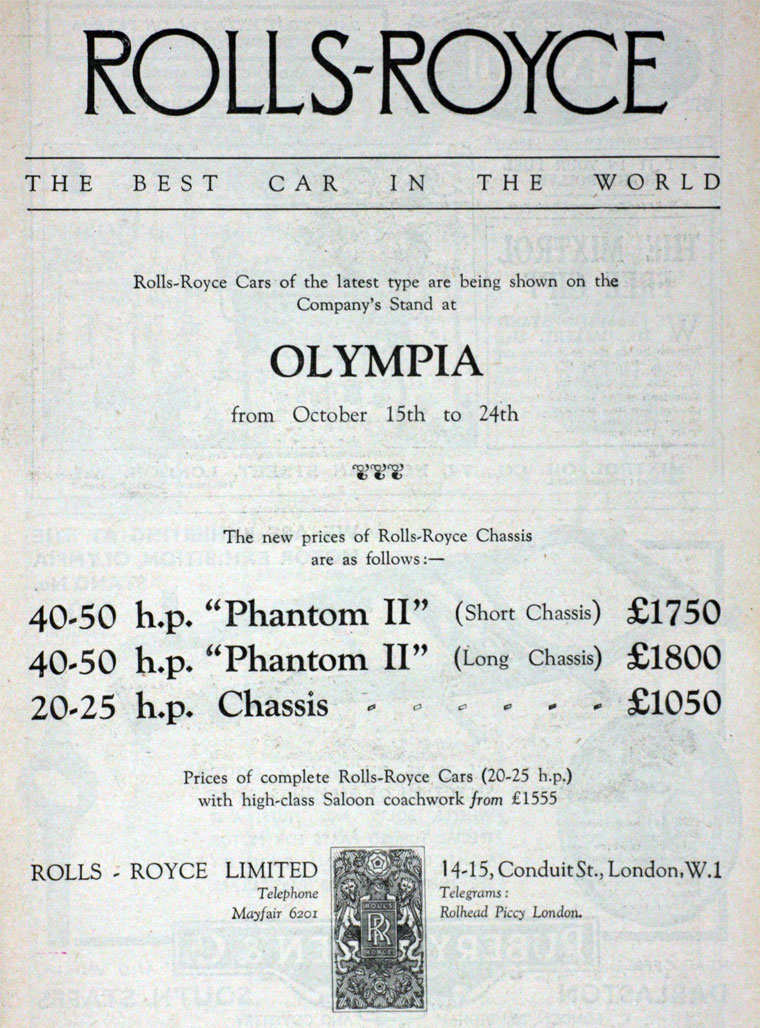 ROLLS-ROYCE
THE BEST CAR IN THE WORLD
Rolls-Royce Cars of the latest type are being shown on the
Company's Stand at
OLYMPIA
from October 15th to 24th
The new prices of Rolls-Royce Chassis
are as follows:—
40-50 h.p. “Phantom II” (Short Chassis) £1750
40-50 h.p. “Phantom II” (Long Chassis) £1800
20-25 h.p. Chassis - - - - - - £1050
Prices of complete Rolls-Royce Cars (20-25 h.p.)
with high-class Saloon coachwork from £1555
ROLLS - ROYCE LIMITED
Telephone
Mayfair 6201
ROLLS
RR
ROYCE
14-15, Conduit St., London, W.1
Telegrams :
Rolhead Piccy London.